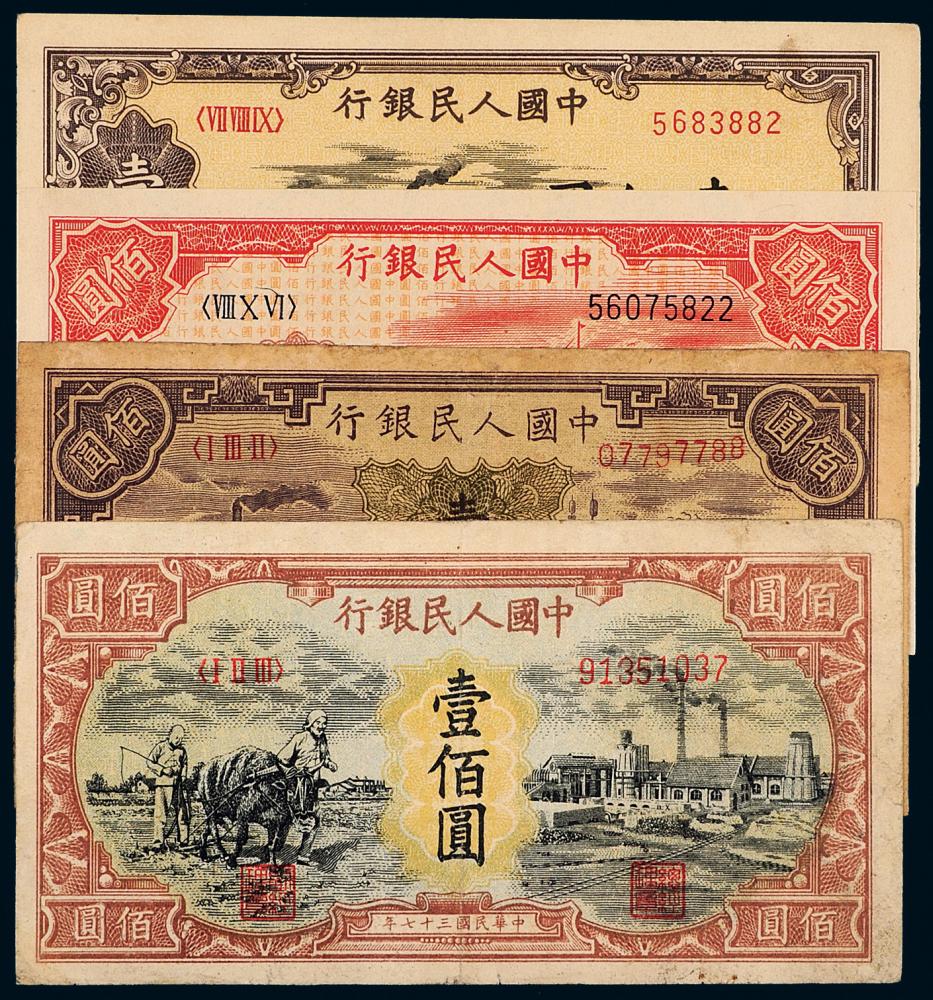 行銀民人國中
〈VII VIII IX〉
5683882
壹
佰圓
行銀民人國中
圓佰
〈VIII X VI〉
56075822
佰圓
行銀民人國中
圓佰
〈I III II〉
07797788
圓佰
行銀民人國中
圓佰
〈I II III〉
91351037
壹佰圓
圓佰
年七十三國民華中
圓佰